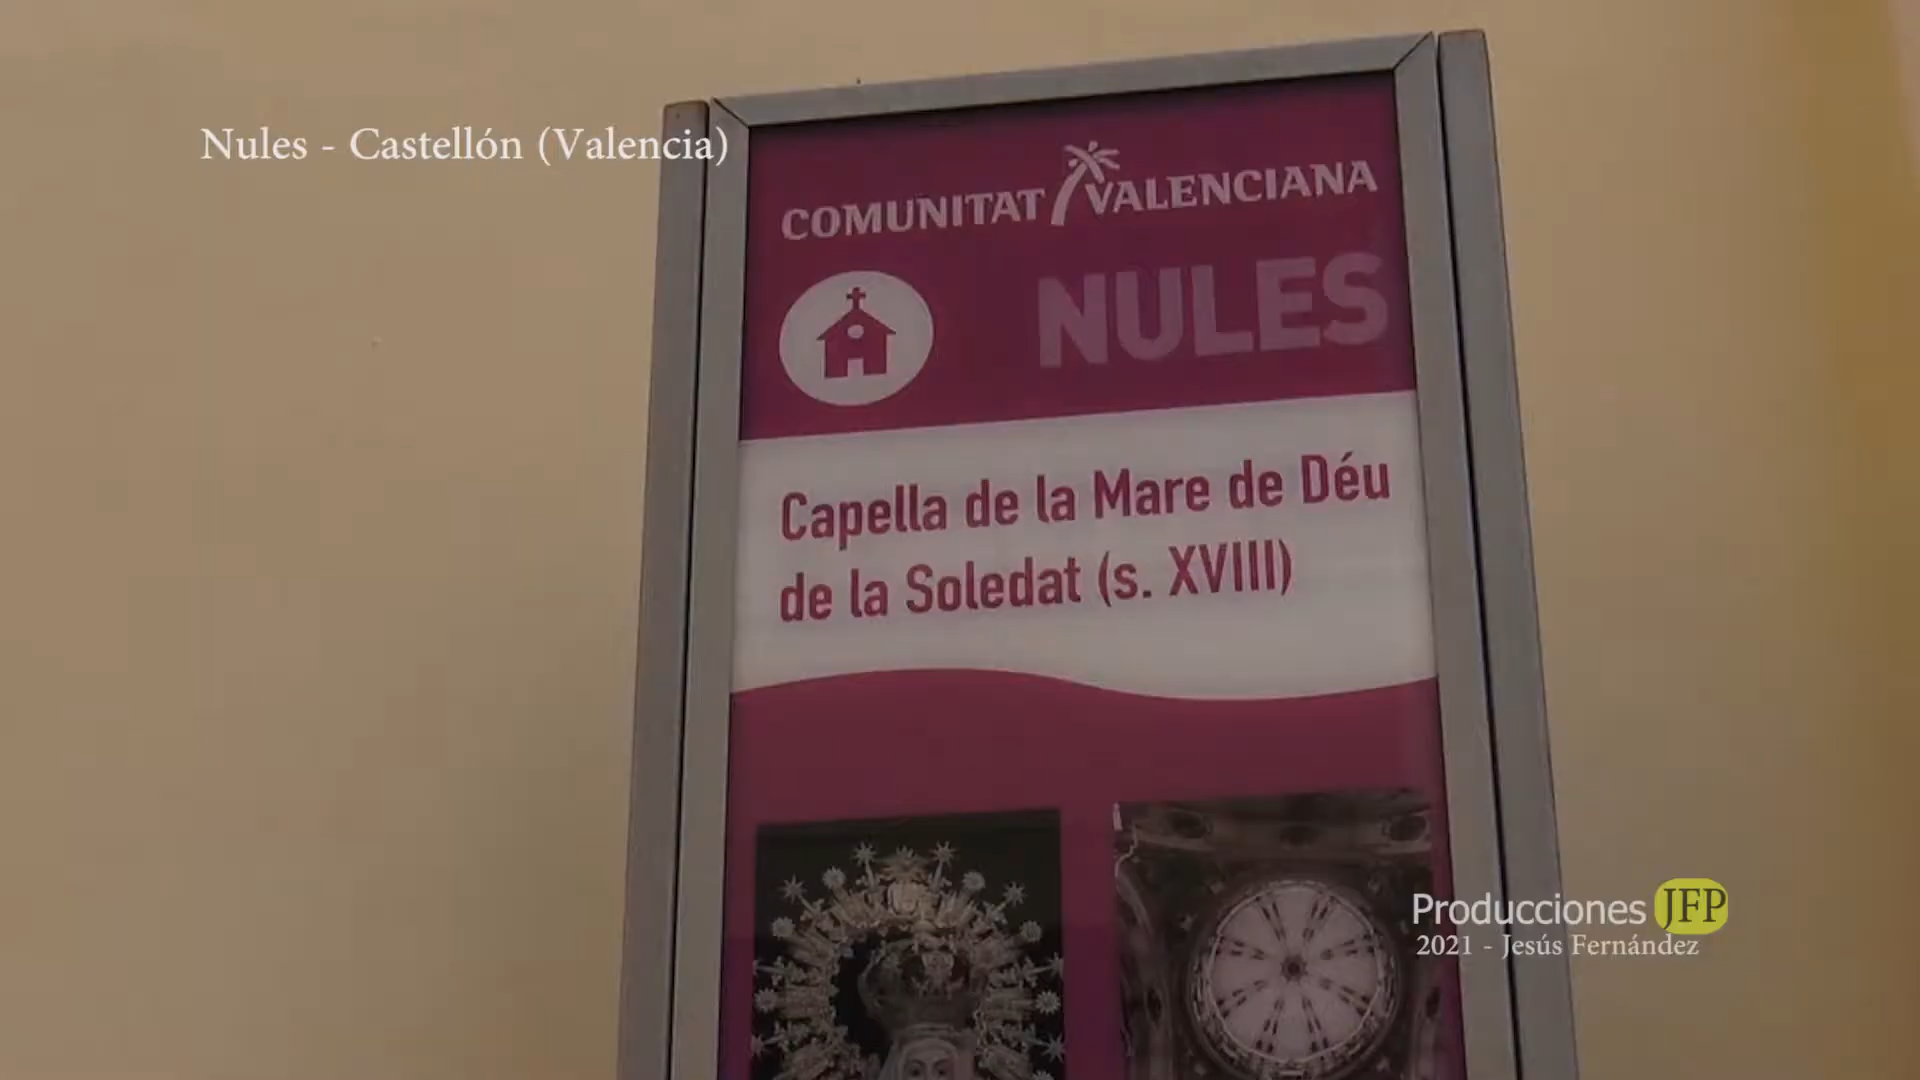 Nules - Castellón (Valencia)
COMUNITAT VALENCIANA
NULES
Capella de la Mare de Déu
de la Soledat (s. XVIII)
Producciones JFP
2021 - Jesús Fernández